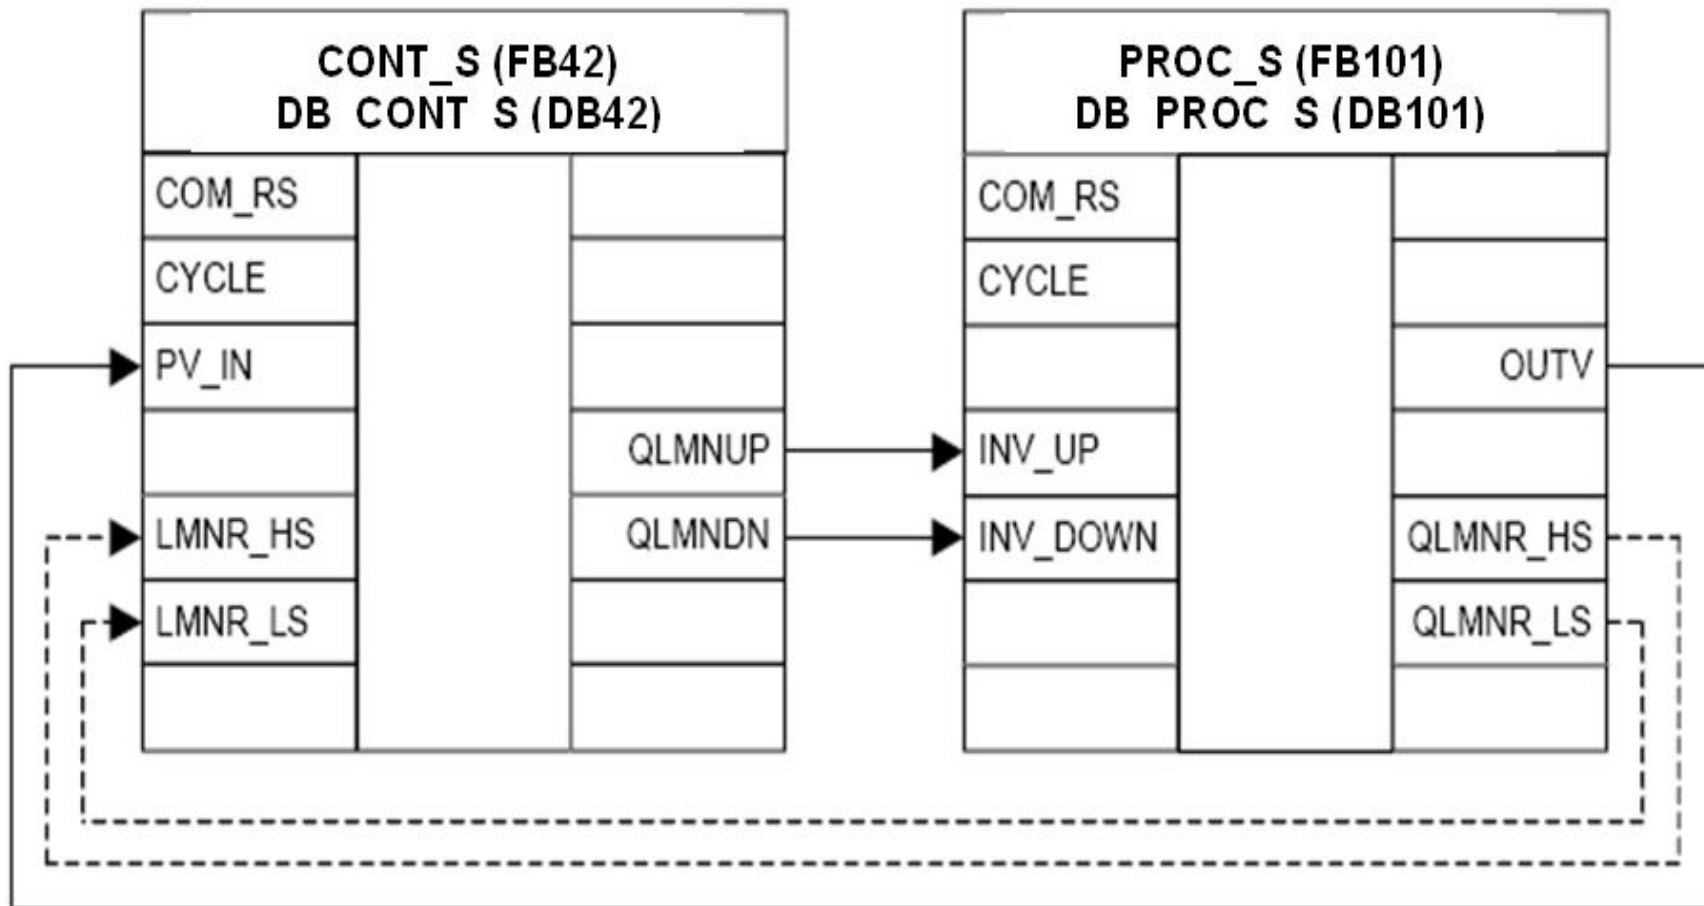 CONT_S (FB42)
DB CONT S (DB42)
COM_RS
CYCLE
PV_IN
QLMNUP
LMNR_HS
QLMNDN
LMNR_LS
PROC_S (FB101)
DB PROC S (DB101)
COM_RS
CYCLE
OUTV
INV_UP
INV_DOWN
QLMNR_HS
QLMNR_LS